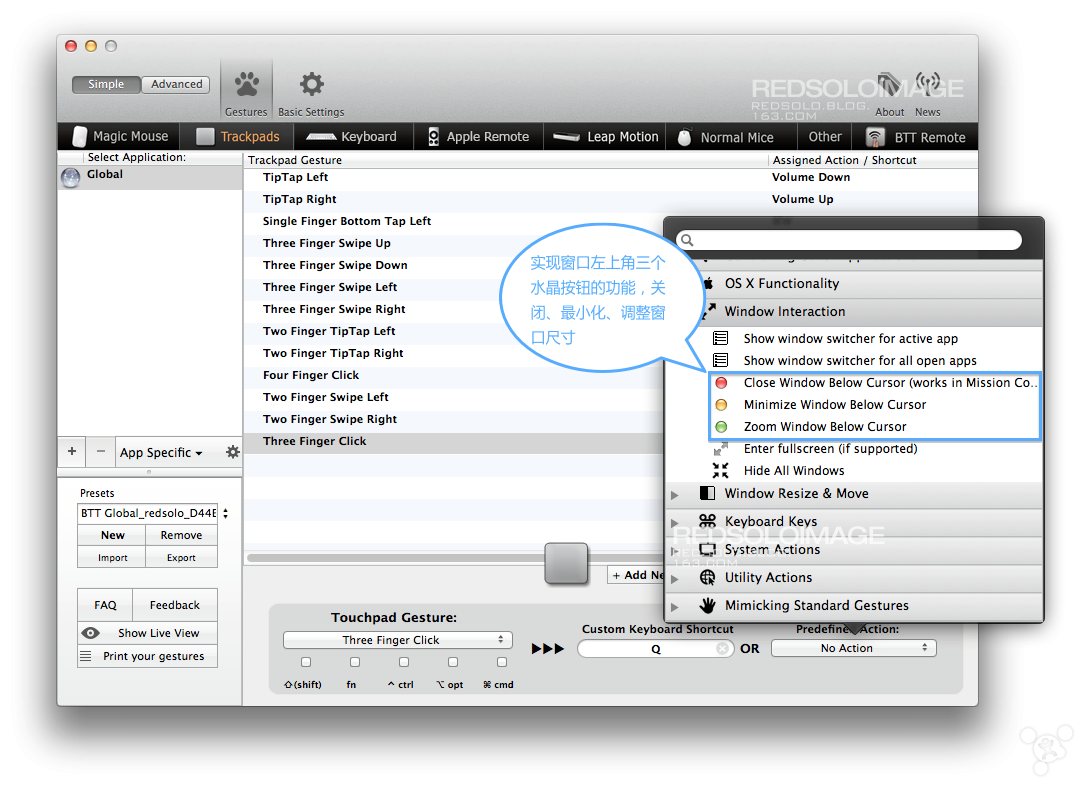 Simple
Advanced
Gestures
Basic Settings
REDSOLOIMAGE
REDSOLO.BLOG.
163.COM
About
News
Magic Mouse
Trackpads
Keyboard
Apple Remote
Leap Motion
Normal Mice
Other
BTT Remote
Select Application:
Global
Trackpad Gesture
Assigned Action / Shortcut
TipTap Left
Volume Down
TipTap Right
Volume Up
Single Finger Bottom Tap Left
Three Finger Swipe Up
Three Finger Swipe Down
Three Finger Swipe Left
Three Finger Swipe Right
Two Finger TipTap Left
Two Finger TipTap Right
Four Finger Click
Two Finger Swipe Left
Two Finger Swipe Right
Three Finger Click
实现窗口左上角三个
水晶按钮的功能，关
闭、最小化、调整窗
口尺寸
OS X Functionality
Window Interaction
Show window switcher for active app
Show window switcher for all open apps
Close Window Below Cursor (works in Mission Co...
Minimize Window Below Cursor
Zoom Window Below Cursor
Enter fullscreen (if supported)
Hide All Windows
Window Resize & Move
Keyboard Keys
REDSOLOIMAGE
System Actions
163.COM
Utility Actions
Mimicking Standard Gestures
+
−
App Specific
Presets
BTT Global_redsolo_D44E
New
Remove
Import
Export
FAQ
Feedback
Show Live View
Print your gestures
+ Add Ne
Touchpad Gesture:
Three Finger Click
⇧(shift)
fn
^ ctrl
⌥ opt
⌘ cmd
Custom Keyboard Shortcut
Q
OR
Predefined Action:
No Action